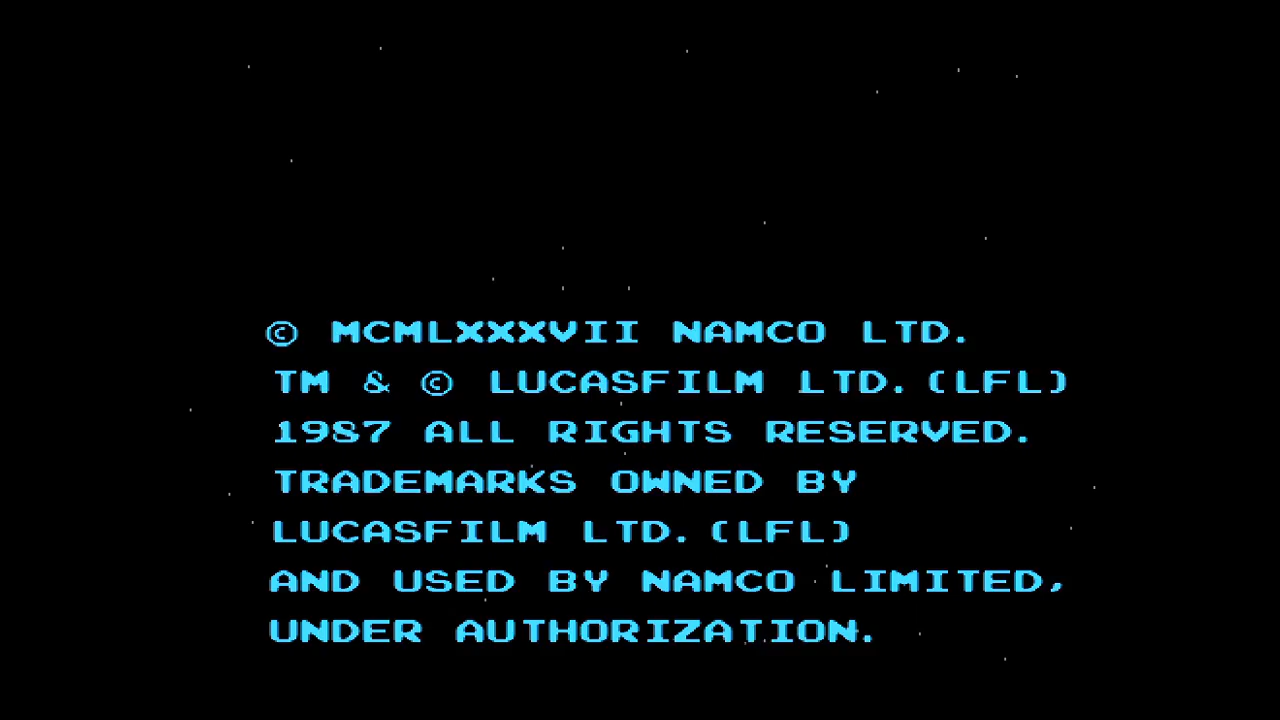 © MCMLXXXVII NAMCO LTD.
TM & © LUCASFILM LTD.(LFL)
1987 ALL RIGHTS RESERVED.
TRADEMARKS OWNED BY
LUCASFILM LTD.(LFL)
AND USED BY NAMCO LIMITED,
UNDER AUTHORIZATION.